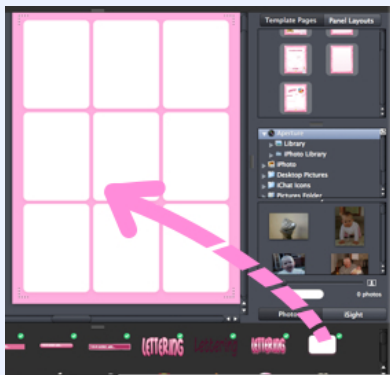 Template Pages Panel Layouts
Aperture
Library
iPhoto Library
iPhoto
Desktop Pictures
iChat Icons
Pictures Folder
0 photos
Photos iSight
LETTERING Lettering LETTERING